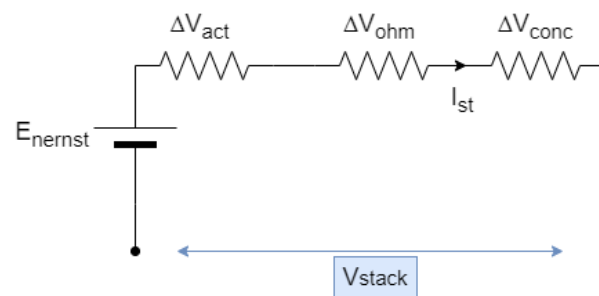 ΔVact
ΔVohm
ΔVconc
Ist
Enernst
Vstack